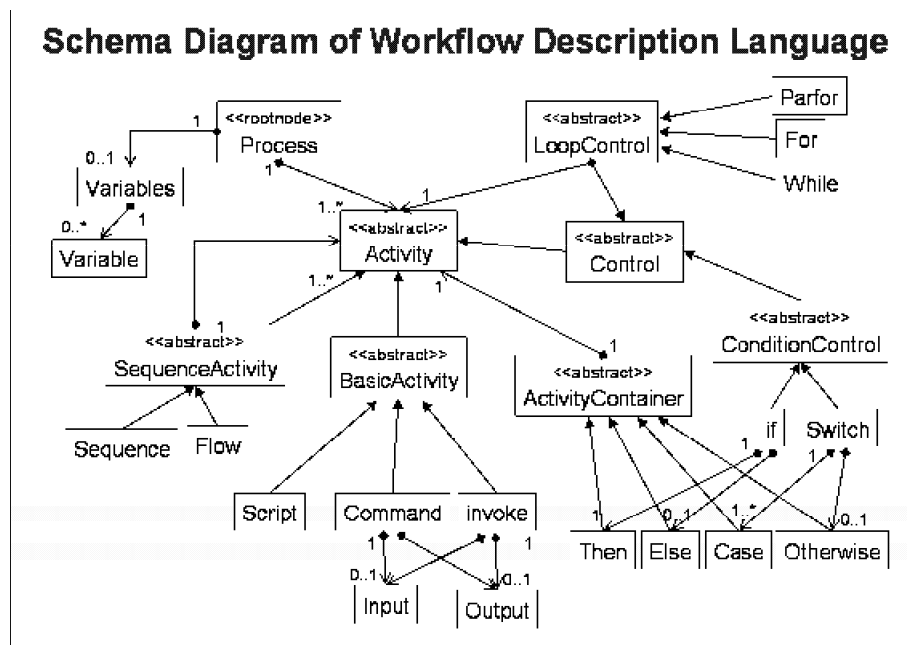 Schema Diagram of Workflow Description Language
Parfor
1
<<rootnode>>
Process
<<abstract>>
LoopControl
For
0..1
1
While
Variables
1
1
0..*
1..*
<<abstract>>
Activity
<<abstract>>
Control
Variable
1..*
1
1
<<abstract>>
SequenceActivity
<<abstract>>
BasicActivity
1
<<abstract>>
ActivityContainer
<<abstract>>
ConditionControl
Sequence
Flow
1
if
Switch
1
Script
Command
invoke
1
0..1
1..*
0..1
1
1
Then
Else
Case
Otherwise
0..1
0..1
Input
Output